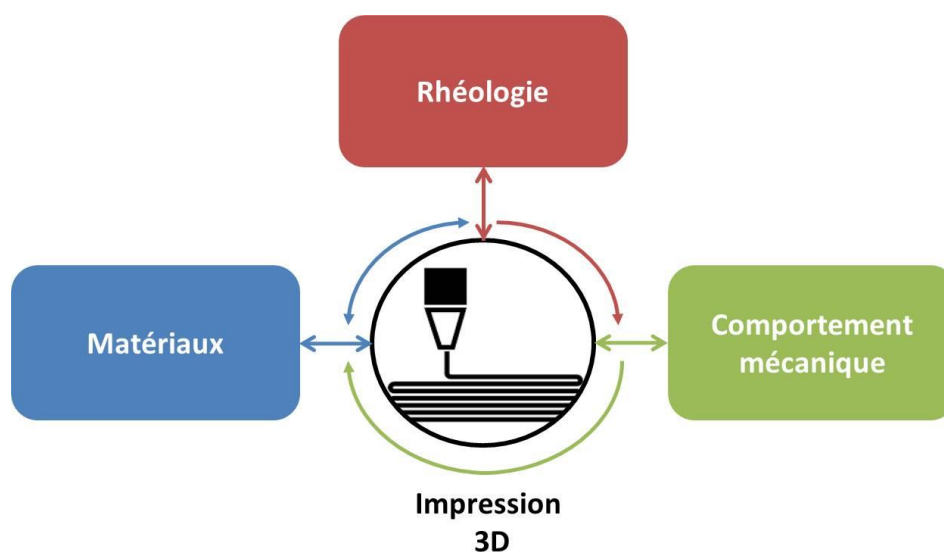 Rhéologie
Matériaux
Comportement
mécanique
Impression
3D